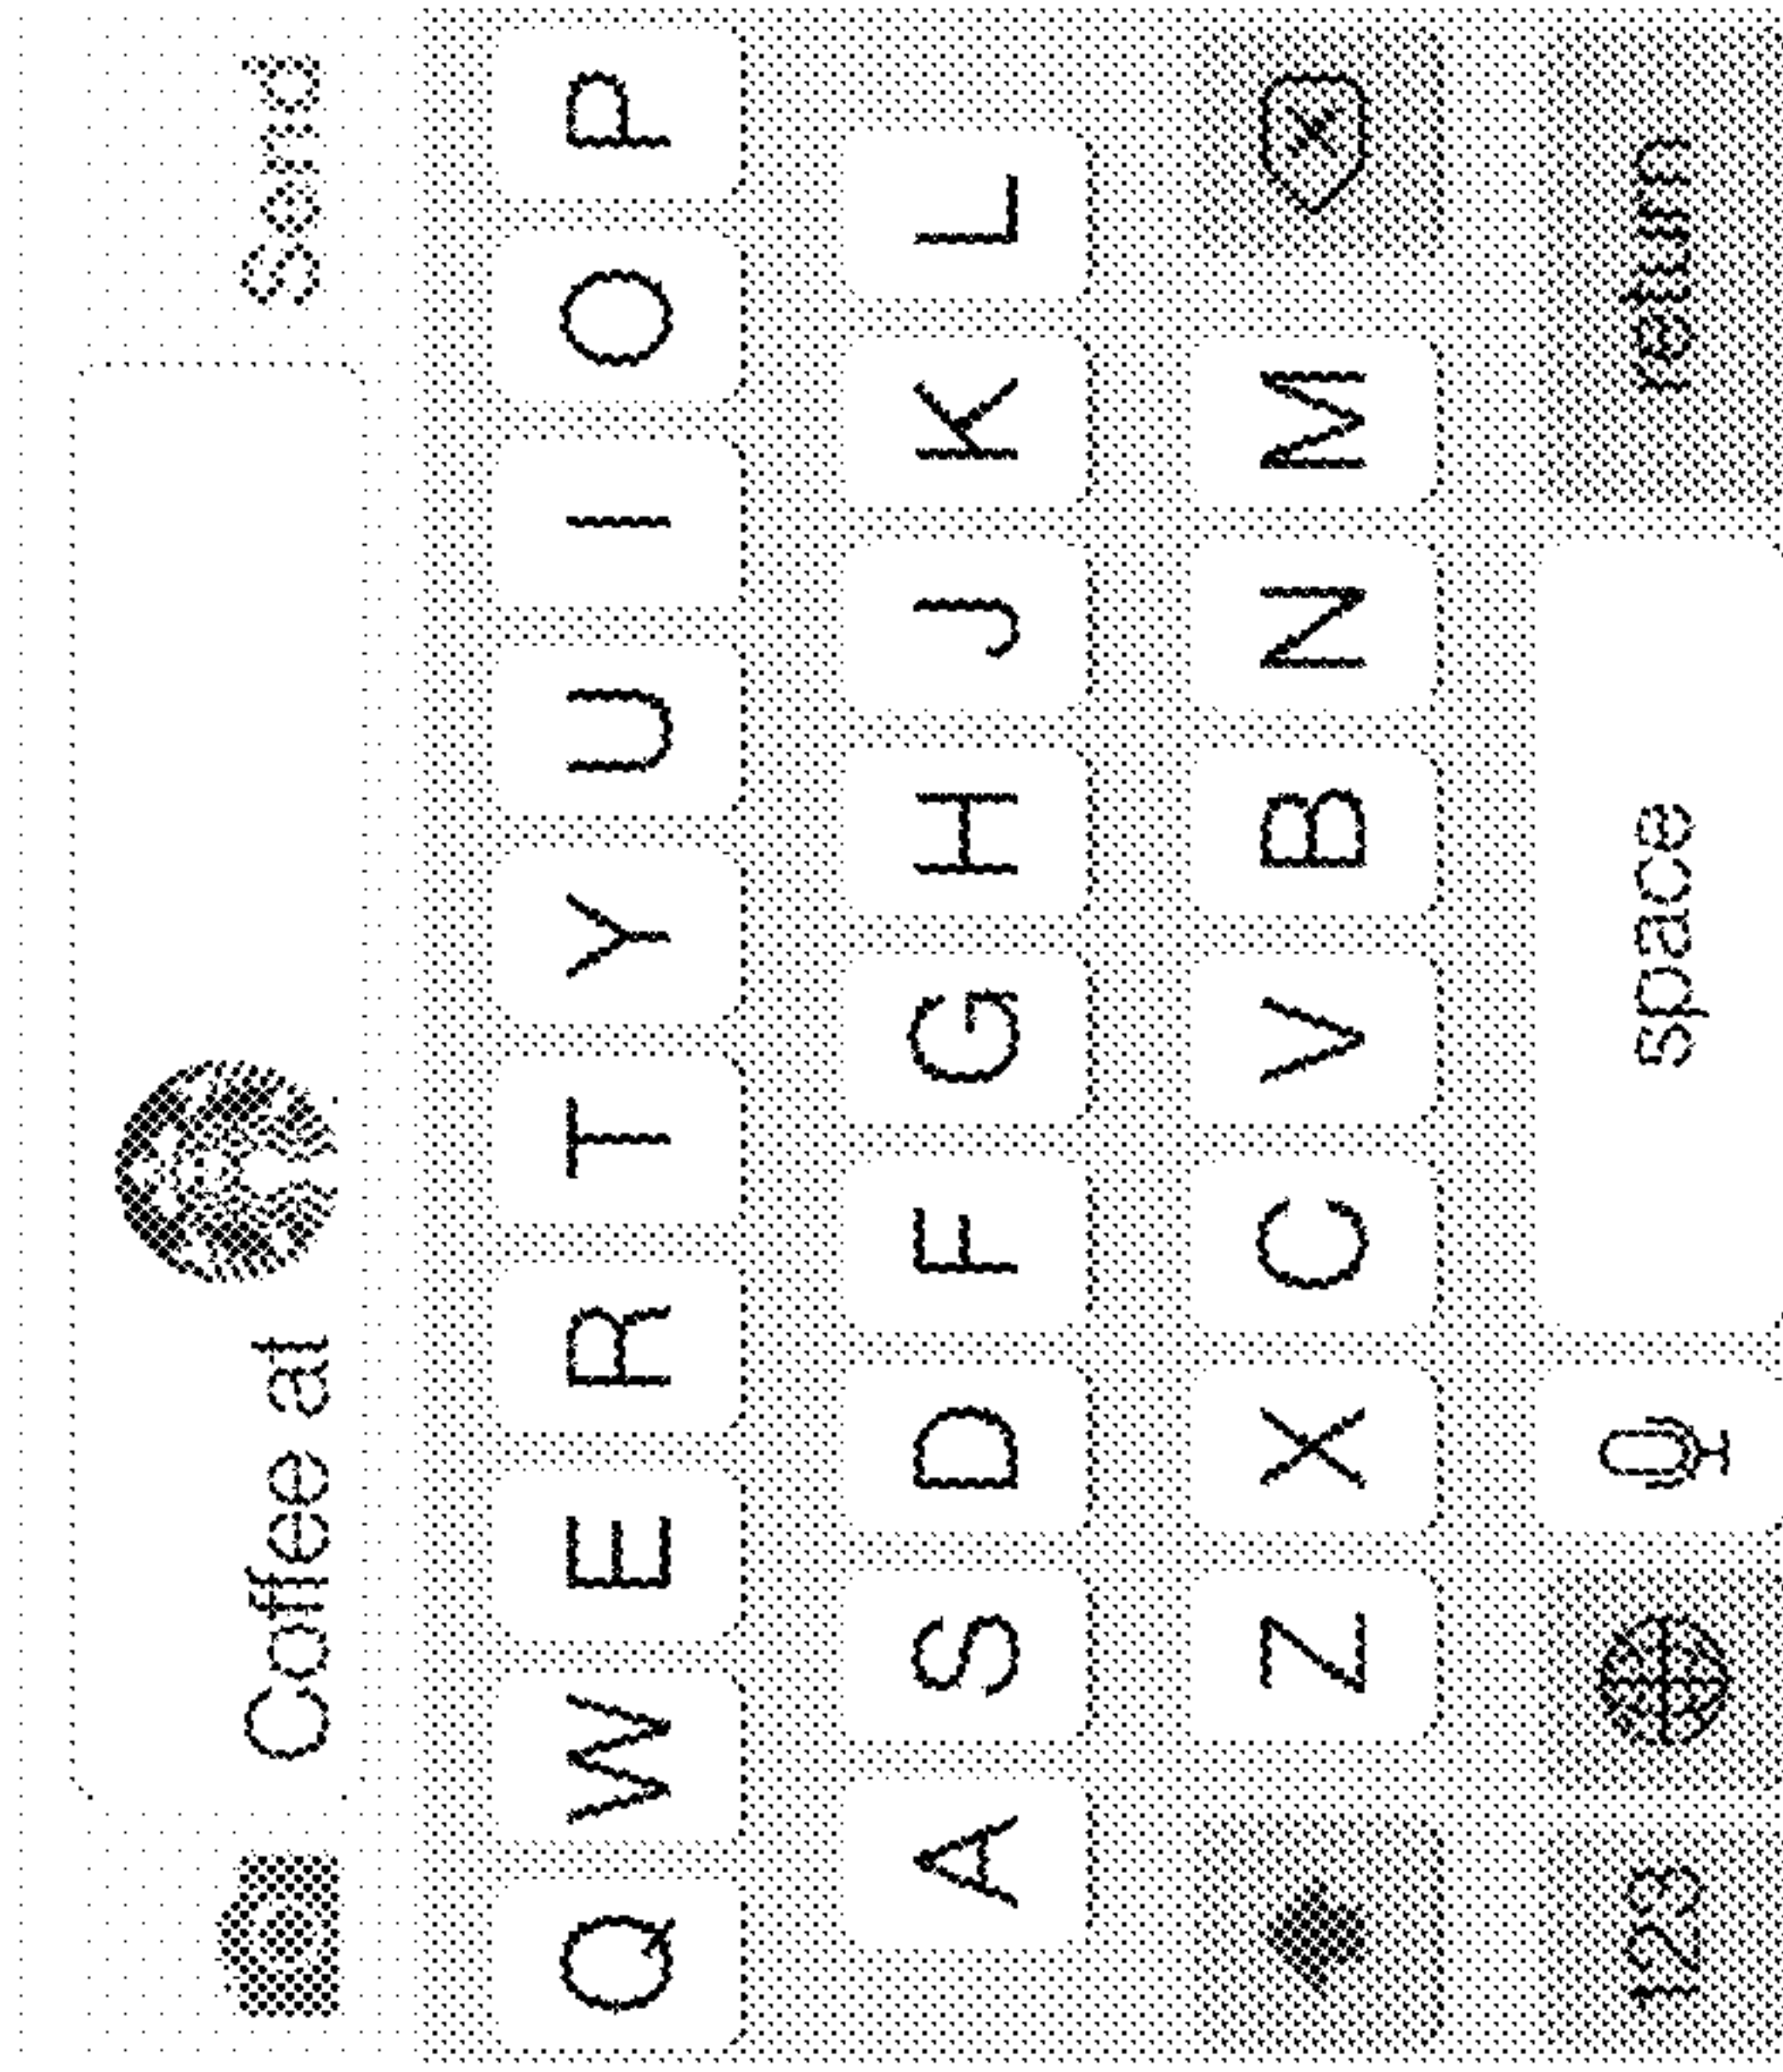 Coffee at Send
Q W E R T Y U I O P
A S D F G H J K L
Z X C V B N M
123 space return